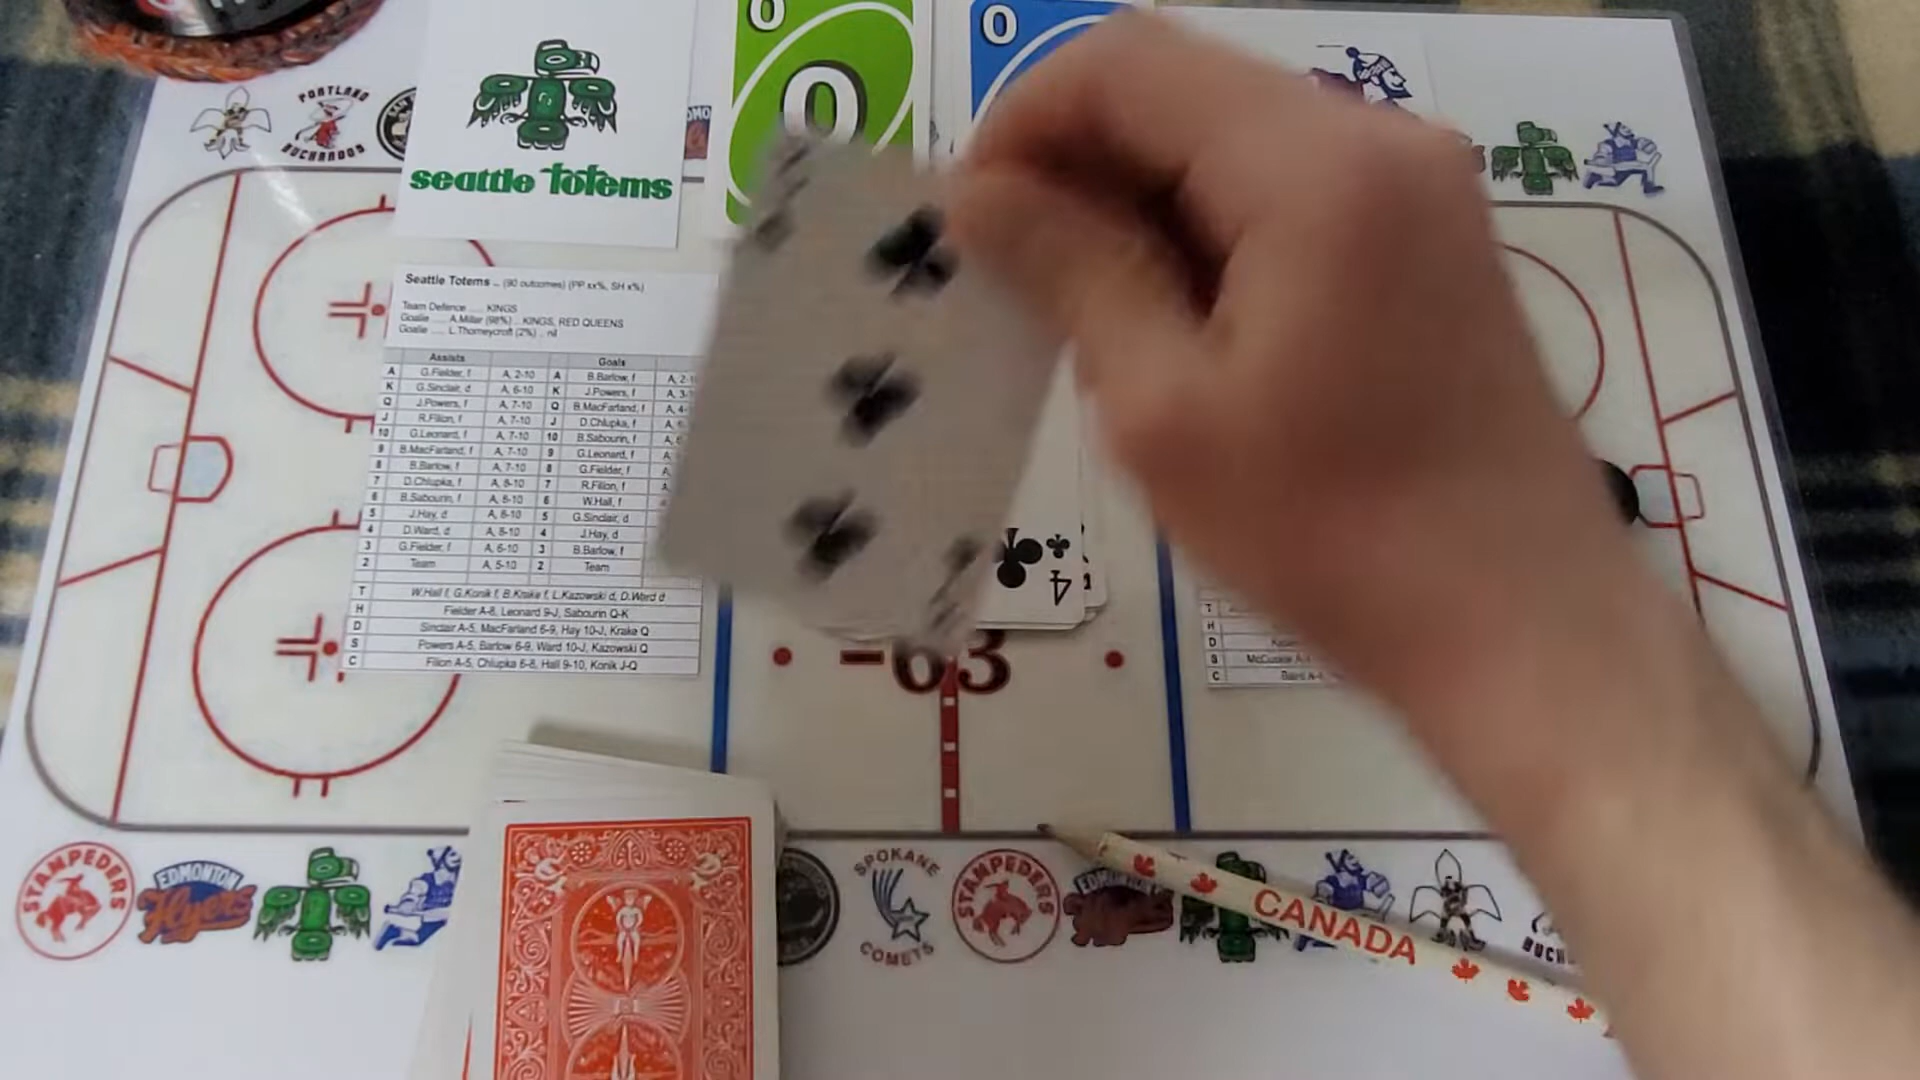 0
0
0
PORTLAND
BUCKAROOS
seattle totems
Seattle Totems .. (90 outcomes) (PP xx%, SH x%)
Team Defence ..... KINGS
Goalie ..... A.Millar (98%) .. KINGS, RED QUEENS
Goalie ..... L.Thorneycroft (2%) .. nil
Assists Goals
A G.Fielder, f A, 2-10 A B.Barlow, f
K G.Sinclair, d A, 6-10 K J.Powers, f
Q J.Powers, f A, 7-10 Q B.MacFarland, f
J R.Filion, f A, 7-10 J D.Chlupka, f
10 G.Leonard, f A, 7-10 10 B.Sabourin, f
9 B.MacFarland, f A, 7-10 9 G.Leonard, f
8 B.Barlow, f A, 7-10 8 G.Fielder, f
7 D.Chlupka, f A, 8-10 7 R.Filion, f
6 B.Sabourin, f A, 8-10 6 W.Hall, f
5 J.Hay, d A, 8-10 5 G.Sinclair, d
4 D.Ward, d A, 8-10 4 J.Hay, d
3 G.Fielder, f A, 6-10 3 B.Barlow, f
2 Team A, 5-10 2 Team
T W.Hall f, G.Konik f, B.Krake f, L.Kazowski d, D.Ward d
H Fielder A-8, Leonard 9-J, Sabourin Q-K
D Sinclair A-5, MacFarland 6-9, Hay 10-J, Krake Q
S Powers A-5, Barlow 6-9, Ward 10-J, Kazowski Q
C Filion A-5, Chlupka 6-8, Hall 9-10, Konik J-Q
4
-63
T
H
D
S
C
STAMPEDERS
EDMONTON
Flyers
SPOKANE
COMETS
STAMPEDERS
CANADA